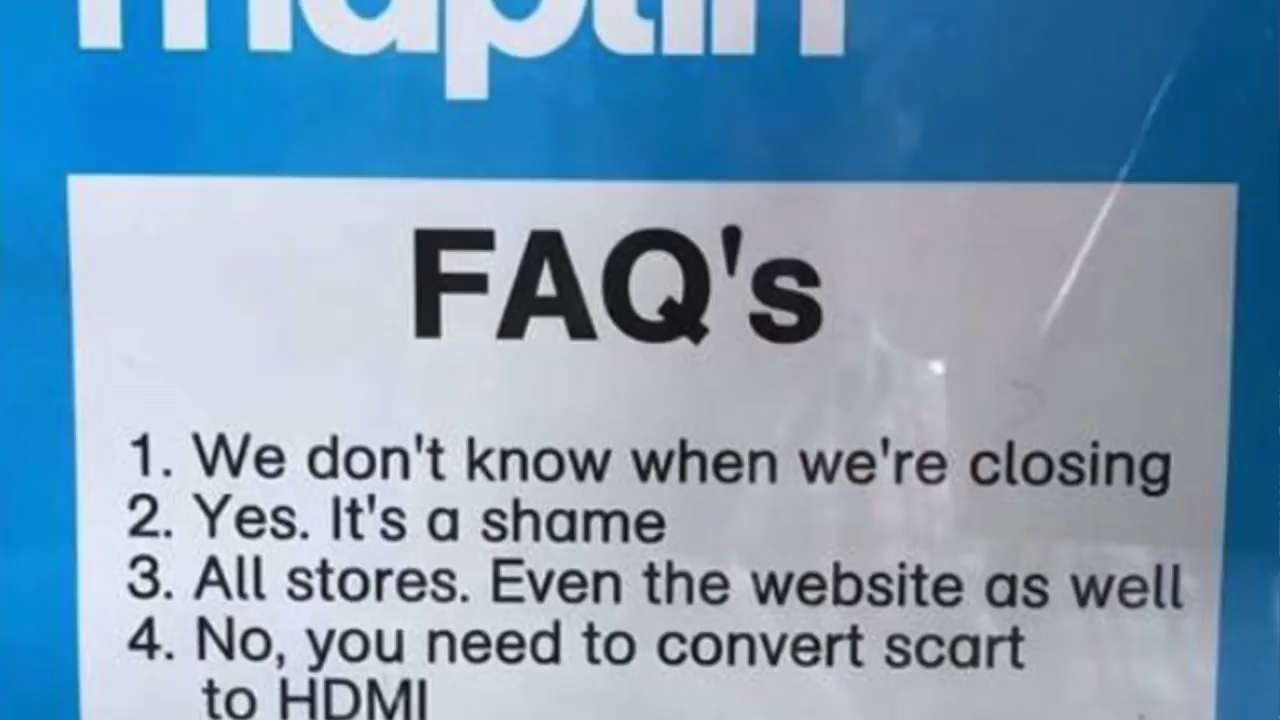 maplin
FAQ's
1. We don't know when we're closing
2. Yes. It's a shame
3. All stores. Even the website as well
4. No, you need to convert scart
to HDMI